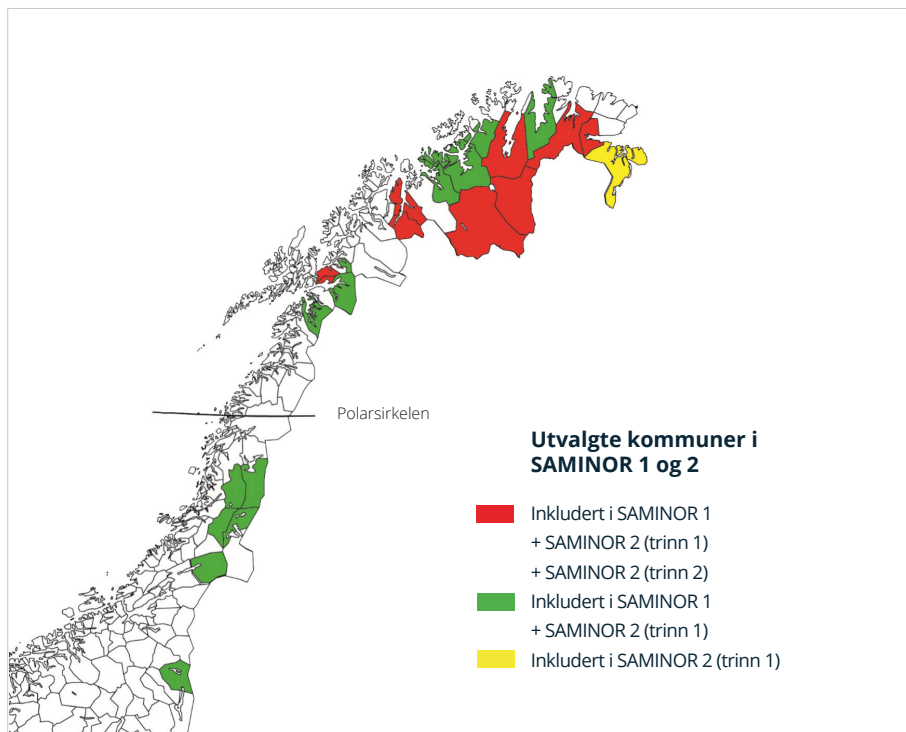 Polarsirkelen
Utvalgte kommuner i
SAMINOR 1 og 2
Inkludert i SAMINOR 1
+ SAMINOR 2 (trinn 1)
+ SAMINOR 2 (trinn 2)
Inkludert i SAMINOR 1
+ SAMINOR 2 (trinn 1)
Inkludert i SAMINOR 2 (trinn 1)